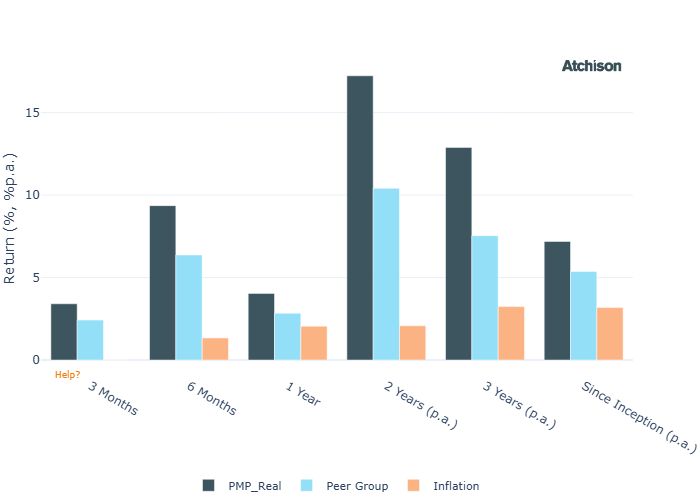 Atchison
Return (%, %p.a.)
15
10
5
0
Help?
3 Months
6 Months
1 Year
2 Years (p.a.)
3 Years (p.a.)
Since Inception (p.a.)
PMP_Real
Peer Group
Inflation